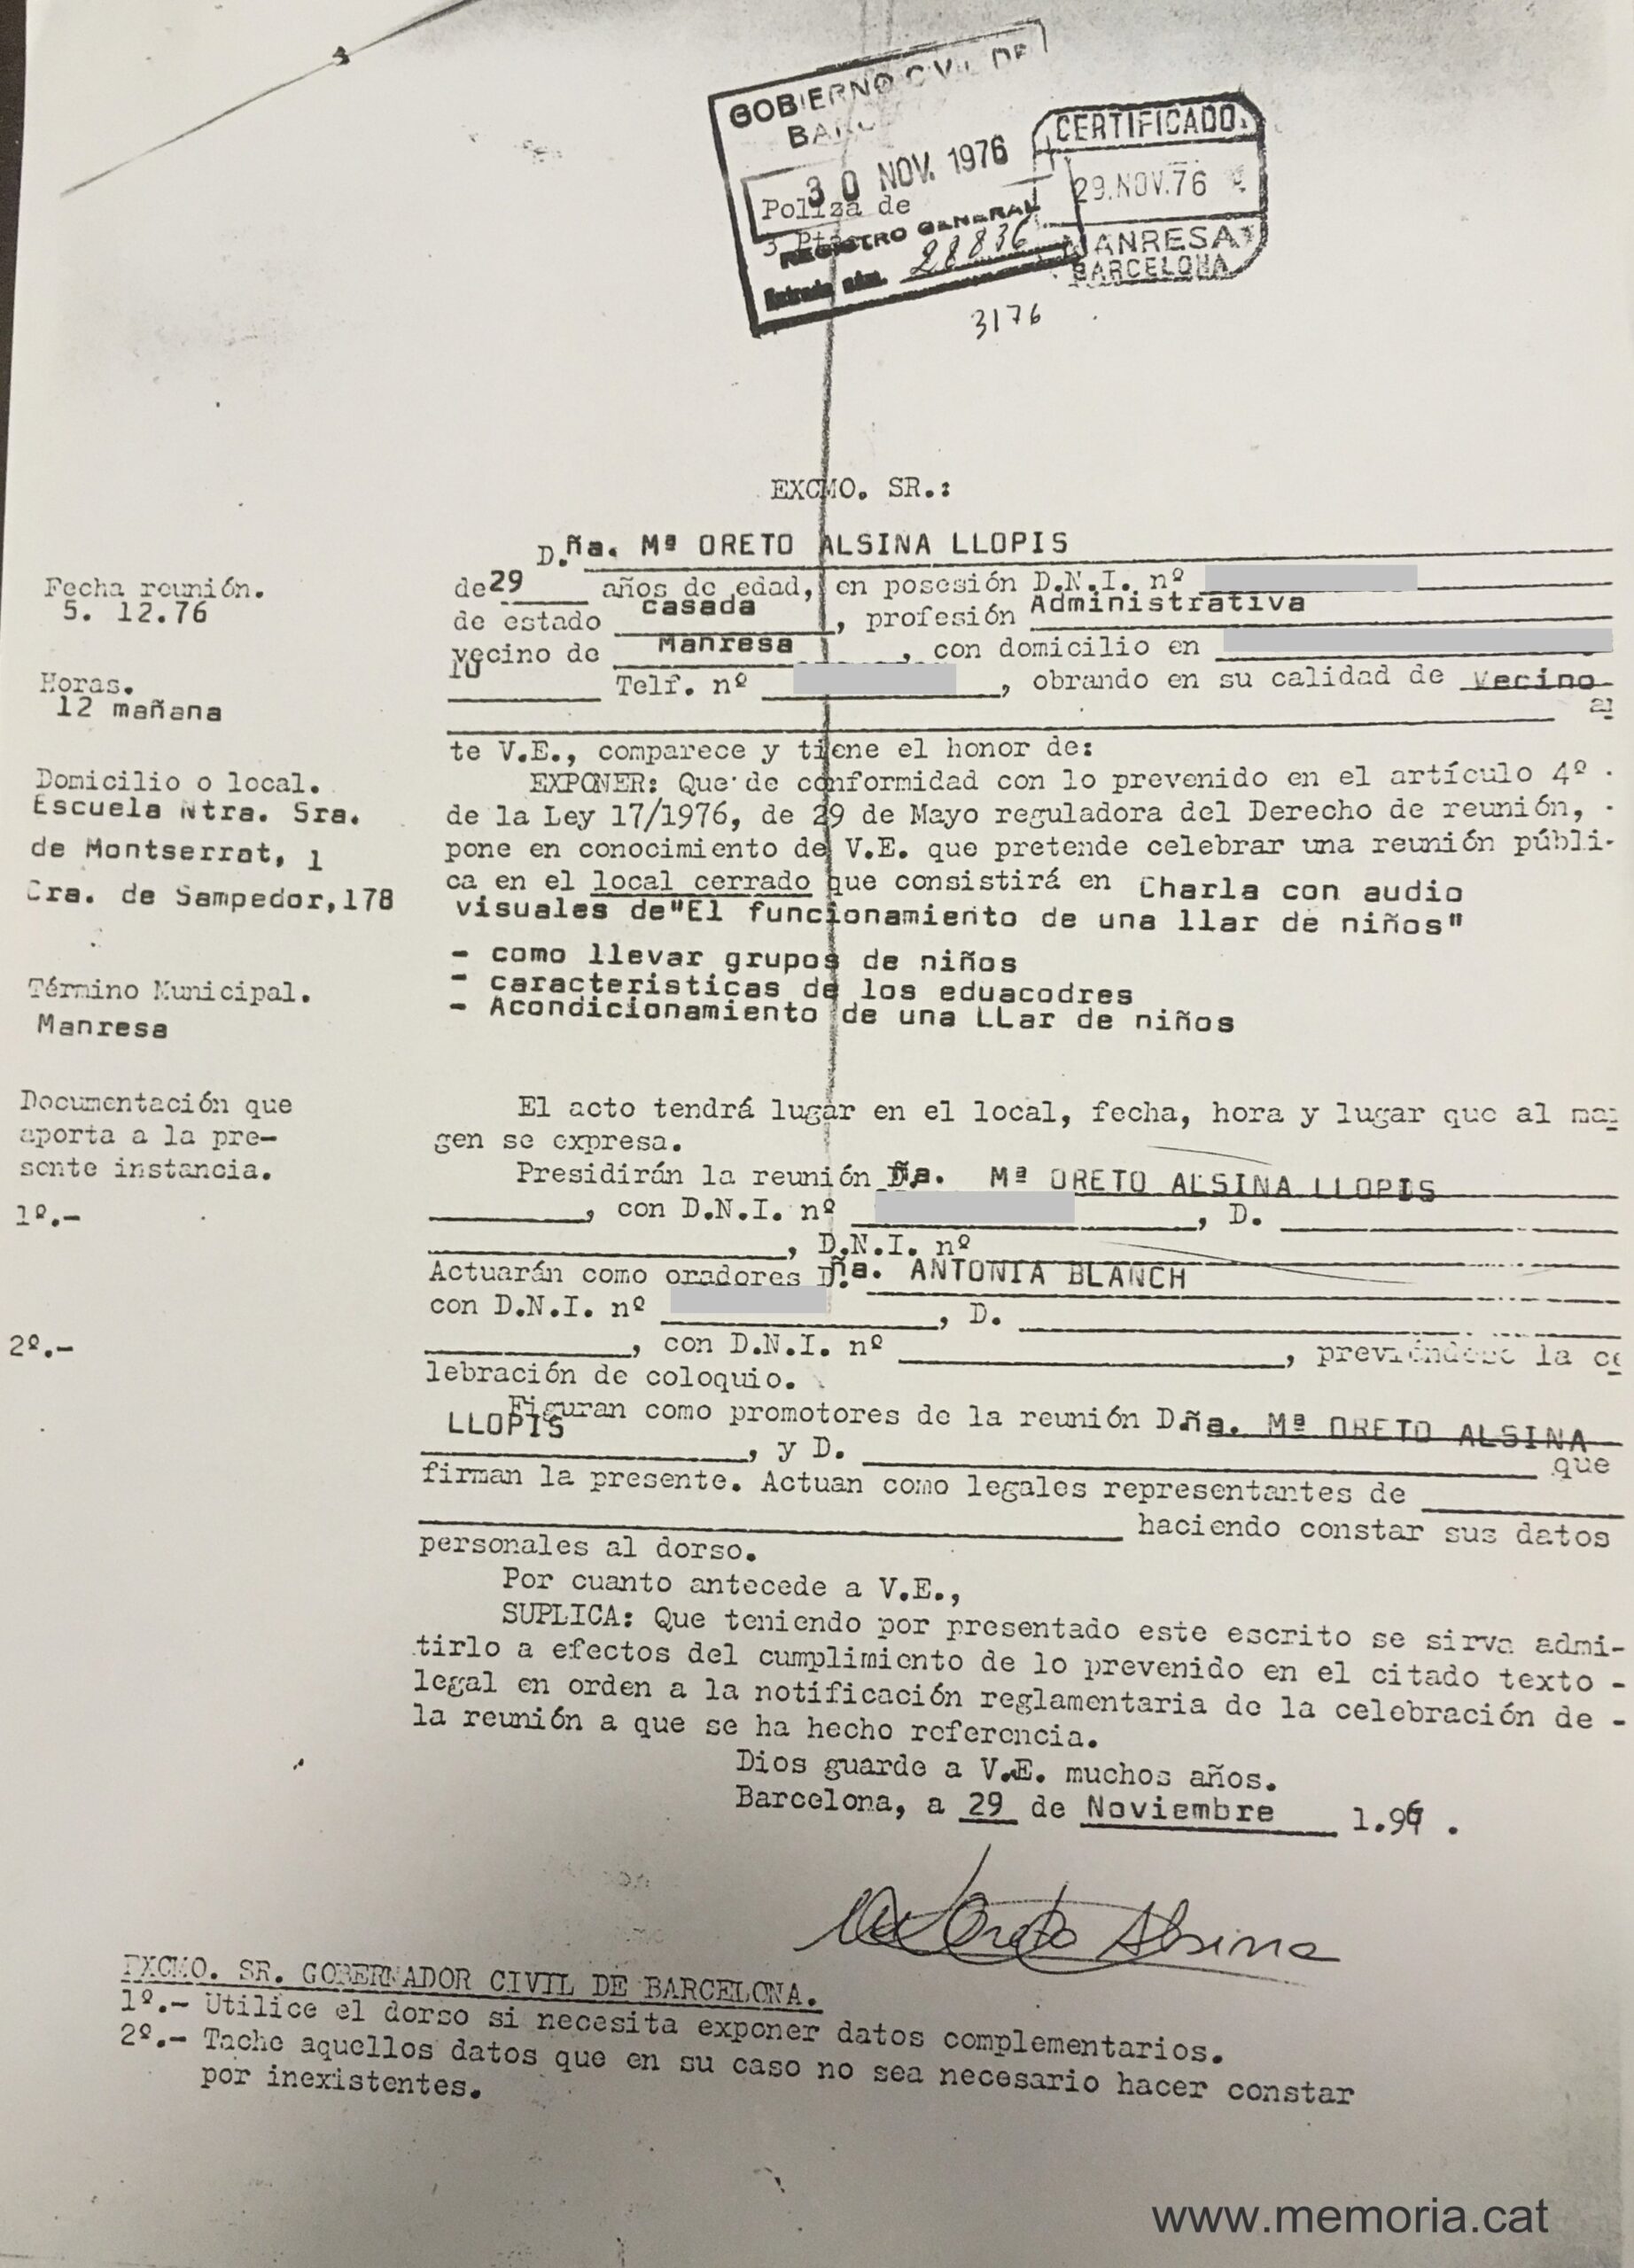 GOBIERNO CIVIL DE
30 NOV. 1976
Poliza de
3 Pts
REGISTRO GENERAL
Entrada núm. 28836
CERTIFICADO
29.NOV.76
MANRESA
BARCELONA
3176
EXCMO. SR.:
D.ña. Mª ORETO ALSINA LLOPIS
de 29 años de edad, en posesión D.N.I. nº
de estado casada, profesión Administrativa
vecino de Manresa, con domicilio en
10 Telf. nº , obrando en su calidad de Vecino
an
te V.E., comparece y tiene el honor de:
EXPONER: Que de conformidad con lo prevenido en el artículo 4º
de la Ley 17/1976, de 29 de Mayo reguladora del Derecho de reunión,
pone en conocimiento de V.E. que pretende celebrar una reunión públi-
ca en el local cerrado que consistirá en Charla con audio
visuales de"El funcionamiento de una llar de niños"
- como llevar grupos de niños
- caracteristicas de los eduacodres
- Acondicionamiento de una LLar de niños
Fecha reunión.
5. 12.76
Horas.
12 mañana
Domicilio o local.
Escuela Ntra. Sra.
de Montserrat, 1
Cra. de Sampedor,178
Término Municipal.
Manresa
Documentación que
aporta a la pre-
sente instancia.
1º.-
2º.-
El acto tendrá lugar en el local, fecha, hora y lugar que al mar
gen se expresa.
Presidirán la reunión Dña. Mª ORETO ALSINA LLOPIS
, con D.N.I. nº , D.
, D.N.I. nº
Actuarán como oradores Dña. ANTONIA BLANCH
con D.N.I. nº , D.
, con D.N.I. nº , previéndose la ce
lebración de coloquio.
Figuran como promotores de la reunión D.ña. Mª ORETO ALSINA
LLOPIS , y D. que
firman la presente. Actuan como legales representantes de
haciendo constar sus datos
personales al dorso.
Por cuanto antecede a V.E.,
SUPLICA: Que teniendo por presentado este escrito se sirva admi-
tirlo a efectos del cumplimiento de lo prevenido en el citado texto -
legal en orden a la notificación reglamentaria de la celebración de -
la reunión a que se ha hecho referencia.
Dios guarde a V.E. muchos años.
Barcelona, a 29 de Noviembre 1.976.
Mª Oreto Alsina
EXCMO. SR. GOBERNADOR CIVIL DE BARCELONA.
1º.- Utilice el dorso si necesita exponer datos complementarios.
2º.- Tache aquellos datos que en su caso no sea necesario hacer constar
por inexistentes.
www.memoria.cat